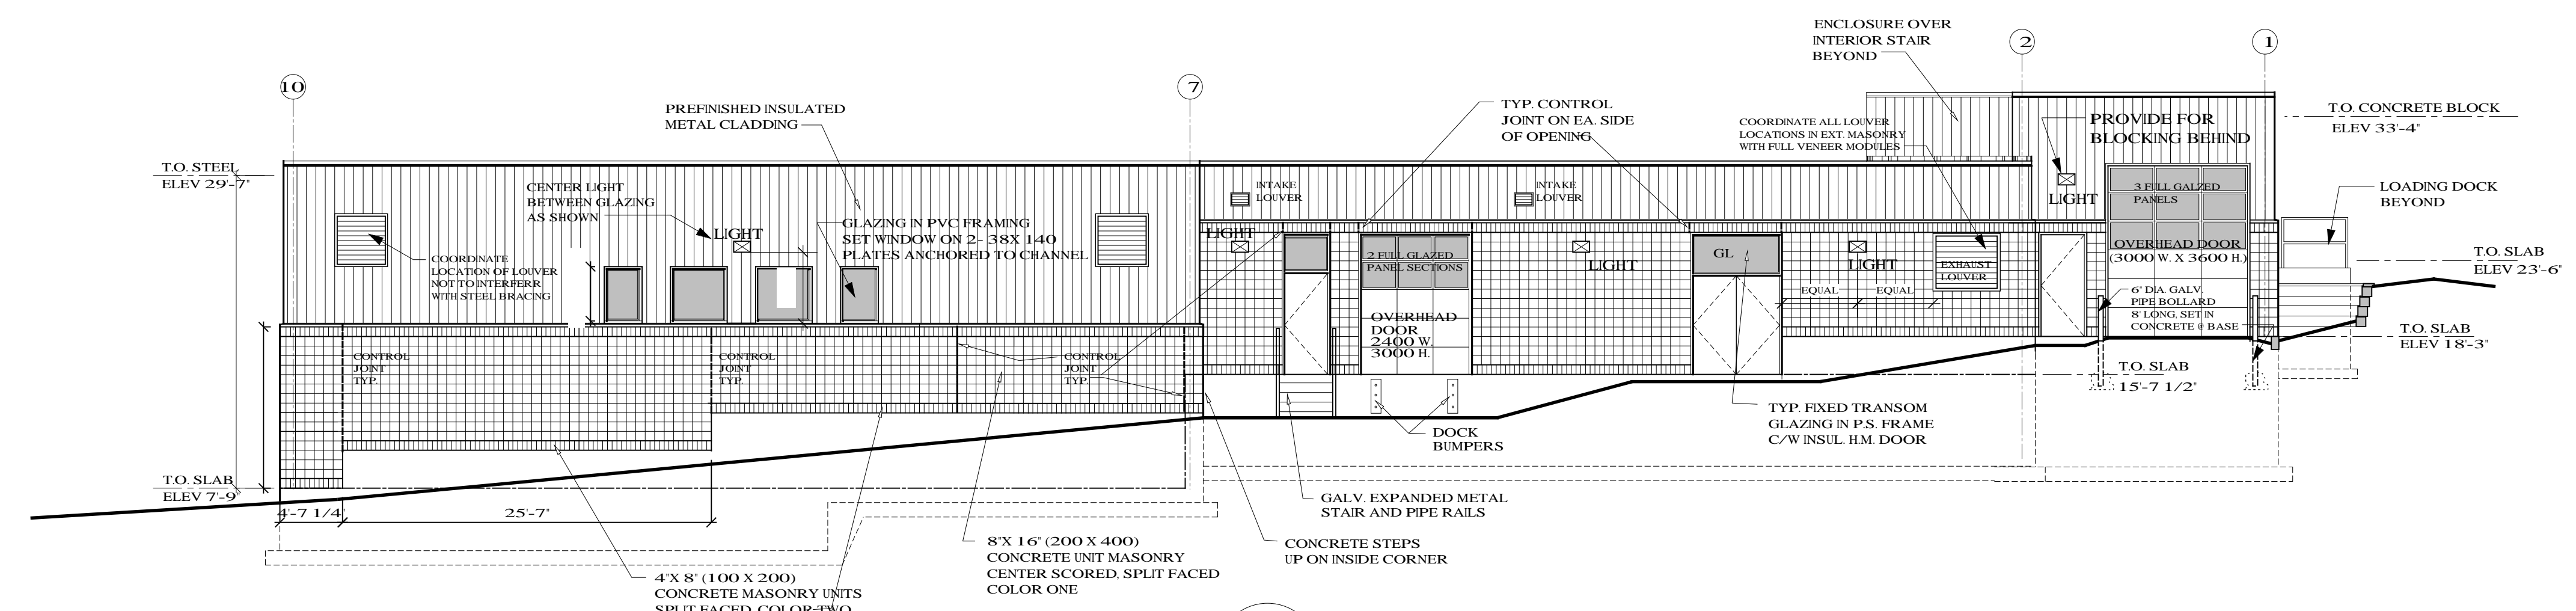 10
7
2
1
ENCLOSURE OVER
INTERIOR STAIR
BEYOND
PREFINISHED INSULATED
METAL CLADDING
TYP. CONTROL
JOINT ON EA. SIDE
OF OPENING
COORDINATE ALL LOUVER
LOCATIONS IN EXT. MASONRY
WITH FULL VENEER MODULES
PROVIDE FOR
BLOCKING BEHIND
T.O. CONCRETE BLOCK
ELEV 33'-4"
T.O. STEEL
ELEV 29'-7"
CENTER LIGHT
BETWEEN GLAZING
AS SHOWN
LIGHT
GLAZING IN PVC FRAMING
SET WINDOW ON 2- 38X 140
PLATES ANCHORED TO CHANNEL
INTAKE
LOUVER
INTAKE
LOUVER
LIGHT
3 FULL GALZED
PANELS
LOADING DOCK
BEYOND
COORDINATE
LOCATION OF LOUVER
NOT TO INTERFERR
WITH STEEL BRACING
LIGHT
2 FULL GLAZED
PANEL SECTIONS
LIGHT
GL
LIGHT
EXHAUST
LOUVER
OVERHEAD DOOR
(3000 W. X 3600 H.)
T.O. SLAB
ELEV 23'-6"
EQUAL
EQUAL
6" DIA. GALV.
PIPE BOLLARD
8' LONG, SET IN
CONCRETE @ BASE
OVERHEAD
DOOR
2400 W.
3000 H.
T.O. SLAB
ELEV 18'-3"
CONTROL
JOINT
TYP.
CONTROL
JOINT
TYP.
CONTROL
JOINT
TYP.
T.O. SLAB
15'-7 1/2"
TYP. FIXED TRANSOM
GLAZING IN P.S. FRAME
C/W INSUL. H.M. DOOR
DOCK
BUMPERS
T.O. SLAB
ELEV 7'-9"
4'-7 1/4"
25'-7"
GALV. EXPANDED METAL
STAIR AND PIPE RAILS
8"X 16" (200 X 400)
CONCRETE UNIT MASONRY
CENTER SCORED, SPLIT FACED
COLOR ONE
CONCRETE STEPS
UP ON INSIDE CORNER
4"X 8" (100 X 200)
CONCRETE MASONRY UNITS
SPLIT FACED, COLOR TWO